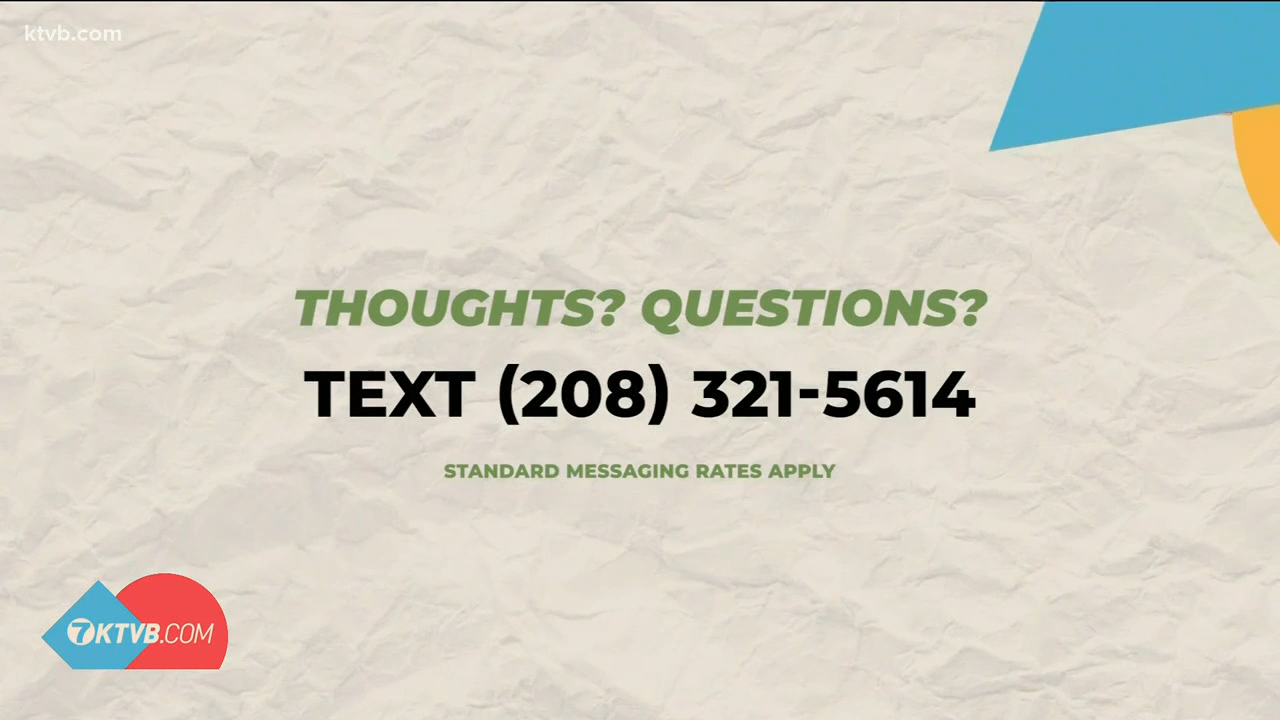 ktvb.com
THOUGHTS? QUESTIONS?
TEXT (208) 321-5614
STANDARD MESSAGING RATES APPLY
7KTVB.COM